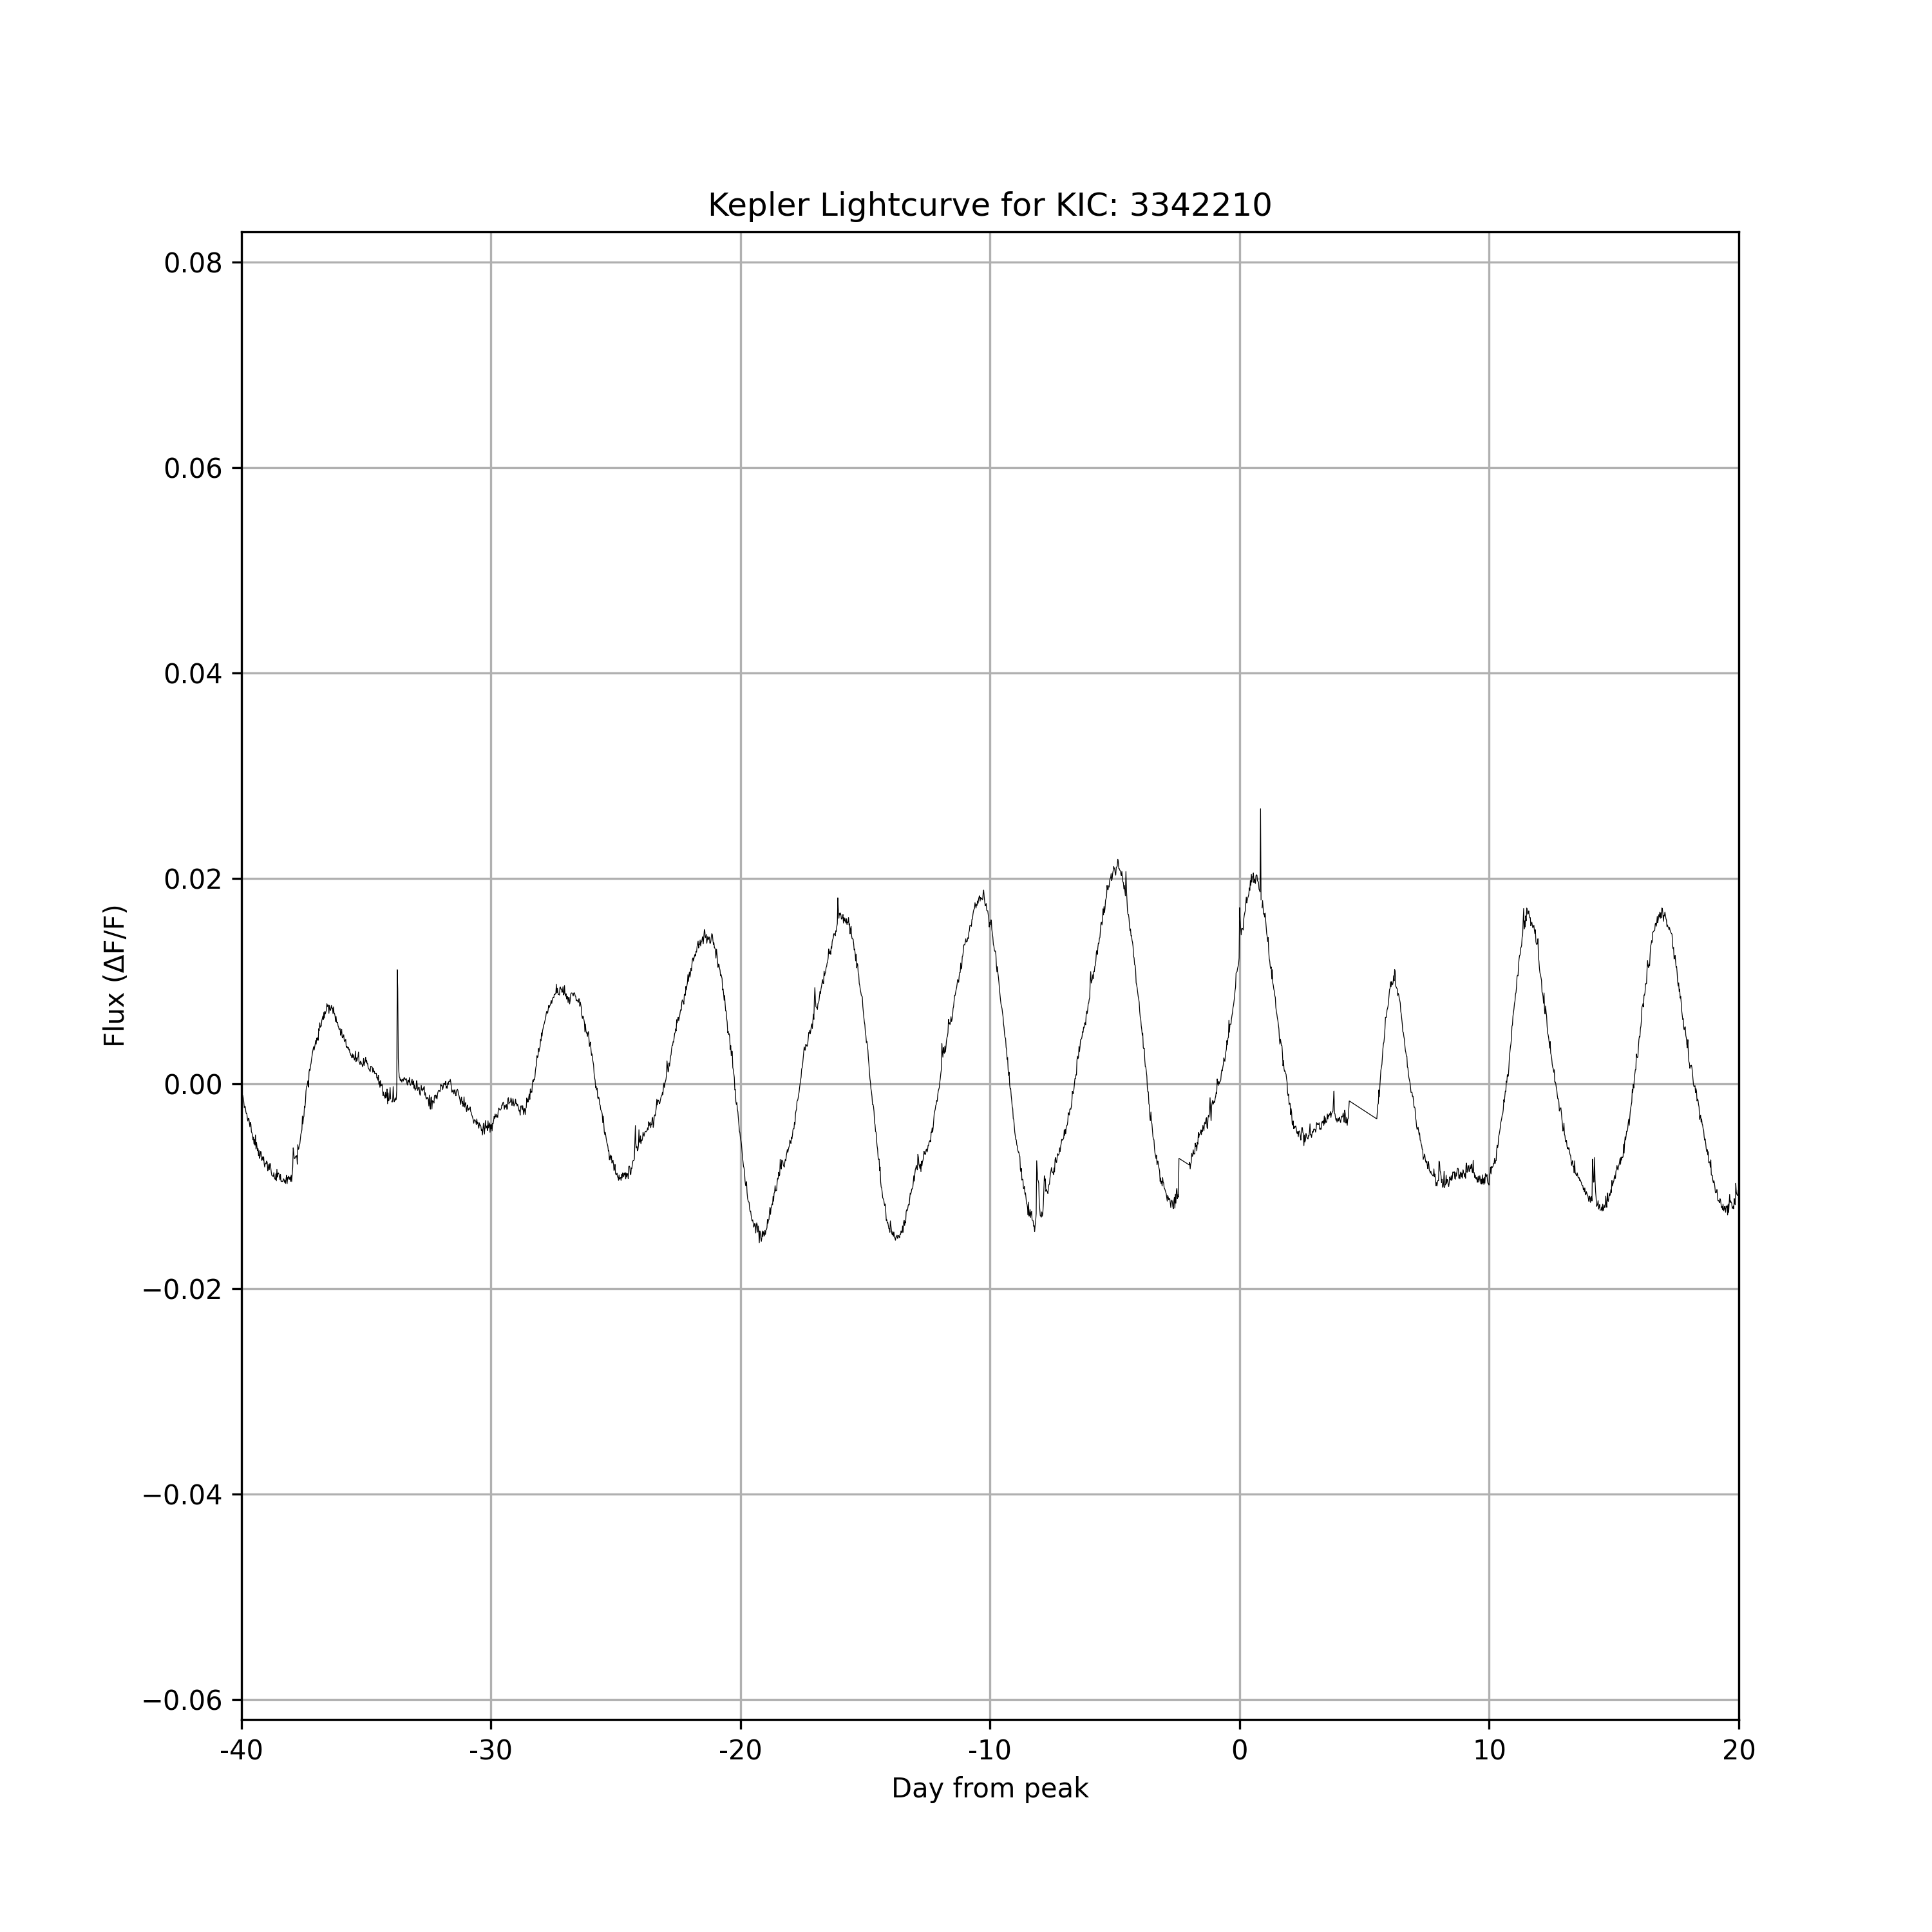 Kepler Lightcurve for KIC: 3342210
Flux (ΔF/F)
0.08
0.06
0.04
0.02
0.00
−0.02
−0.04
−0.06
-40 -30 -20 -10 0 10 20
Day from peak